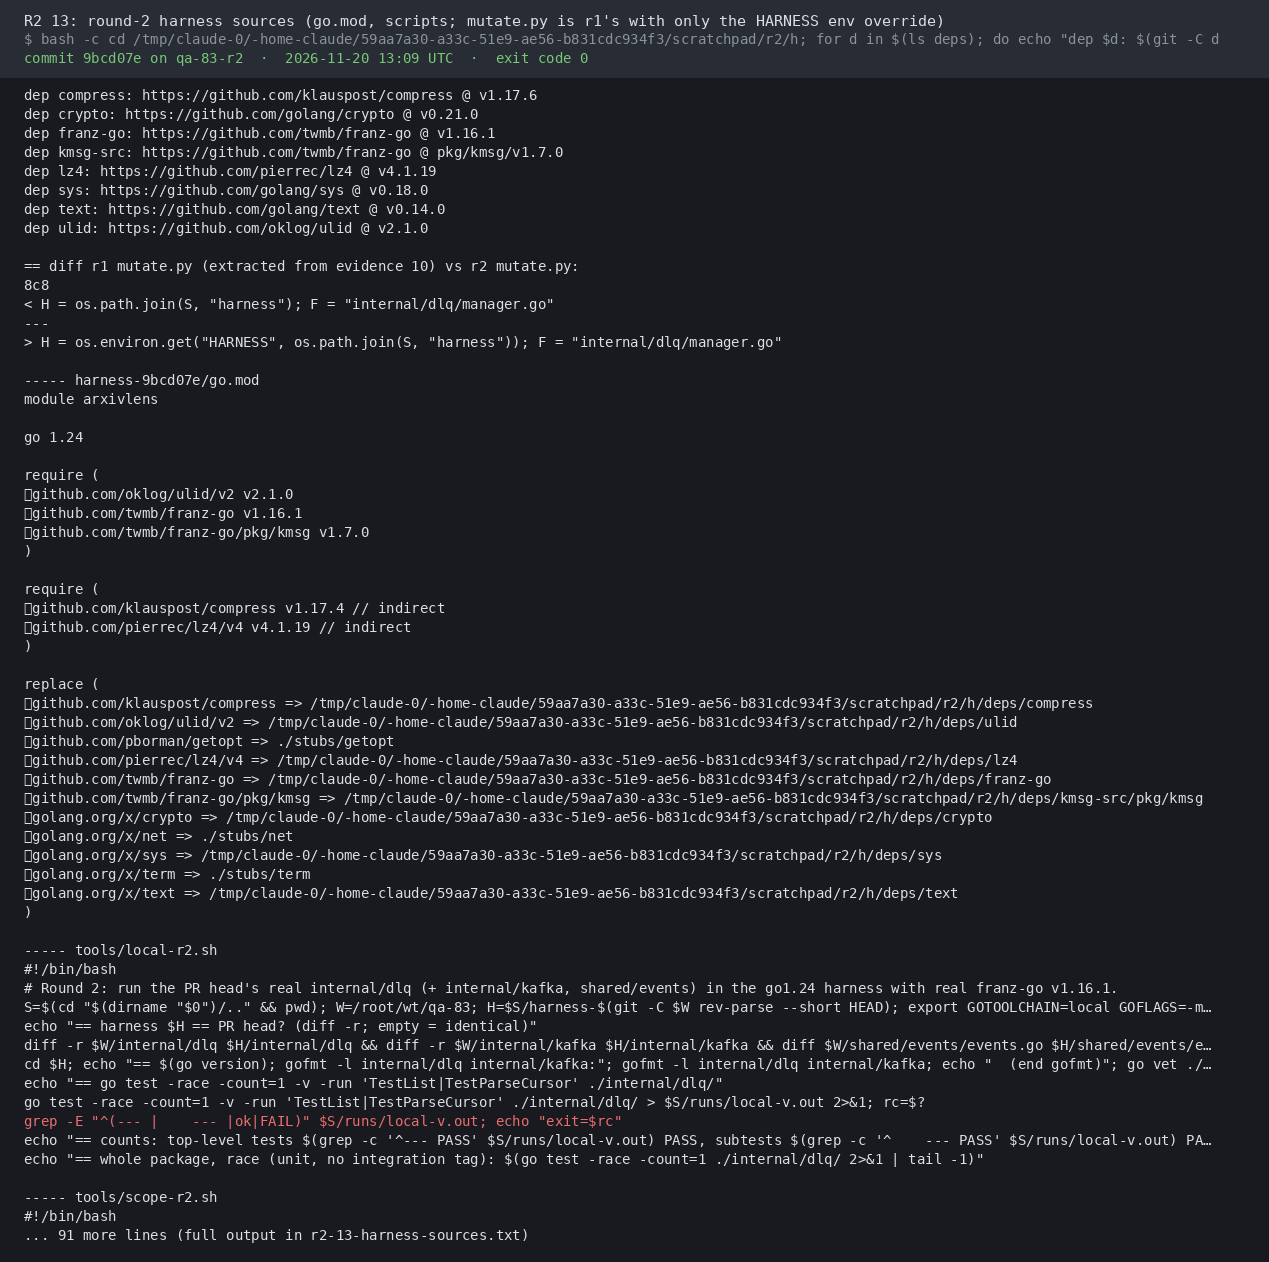 R2 13: round-2 harness sources (go.mod, scripts; mutate.py is r1's with only the HARNESS env override)
$ bash -c cd /tmp/claude-0/-home-claude/59aa7a30-a33c-51e9-ae56-b831cdc934f3/scratchpad/r2/h; for d in $(ls deps); do echo "dep $d: $(git -C d
commit 9bcd07e on qa-83-r2  ·  2026-11-20 13:09 UTC  ·  exit code 0
dep compress: https://github.com/klauspost/compress @ v1.17.6
dep crypto: https://github.com/golang/crypto @ v0.21.0
dep franz-go: https://github.com/twmb/franz-go @ v1.16.1
dep kmsg-src: https://github.com/twmb/franz-go @ pkg/kmsg/v1.7.0
dep lz4: https://github.com/pierrec/lz4 @ v4.1.19
dep sys: https://github.com/golang/sys @ v0.18.0
dep text: https://github.com/golang/text @ v0.14.0
dep ulid: https://github.com/oklog/ulid @ v2.1.0
== diff r1 mutate.py (extracted from evidence 10) vs r2 mutate.py:
8c8
< H = os.path.join(S, "harness"); F = "internal/dlq/manager.go"
---
> H = os.environ.get("HARNESS", os.path.join(S, "harness")); F = "internal/dlq/manager.go"
----- harness-9bcd07e/go.mod
module arxivlens
go 1.24
require (
github.com/oklog/ulid/v2 v2.1.0
github.com/twmb/franz-go v1.16.1
github.com/twmb/franz-go/pkg/kmsg v1.7.0
)
require (
github.com/klauspost/compress v1.17.4 // indirect
github.com/pierrec/lz4/v4 v4.1.19 // indirect
)
replace (
github.com/klauspost/compress => /tmp/claude-0/-home-claude/59aa7a30-a33c-51e9-ae56-b831cdc934f3/scratchpad/r2/h/deps/compress
github.com/oklog/ulid/v2 => /tmp/claude-0/-home-claude/59aa7a30-a33c-51e9-ae56-b831cdc934f3/scratchpad/r2/h/deps/ulid
github.com/pborman/getopt => ./stubs/getopt
github.com/pierrec/lz4/v4 => /tmp/claude-0/-home-claude/59aa7a30-a33c-51e9-ae56-b831cdc934f3/scratchpad/r2/h/deps/lz4
github.com/twmb/franz-go => /tmp/claude-0/-home-claude/59aa7a30-a33c-51e9-ae56-b831cdc934f3/scratchpad/r2/h/deps/franz-go
github.com/twmb/franz-go/pkg/kmsg => /tmp/claude-0/-home-claude/59aa7a30-a33c-51e9-ae56-b831cdc934f3/scratchpad/r2/h/deps/kmsg-src/pkg/kmsg
golang.org/x/crypto => /tmp/claude-0/-home-claude/59aa7a30-a33c-51e9-ae56-b831cdc934f3/scratchpad/r2/h/deps/crypto
golang.org/x/net => ./stubs/net
golang.org/x/sys => /tmp/claude-0/-home-claude/59aa7a30-a33c-51e9-ae56-b831cdc934f3/scratchpad/r2/h/deps/sys
golang.org/x/term => ./stubs/term
golang.org/x/text => /tmp/claude-0/-home-claude/59aa7a30-a33c-51e9-ae56-b831cdc934f3/scratchpad/r2/h/deps/text
)
----- tools/local-r2.sh
#!/bin/bash
# Round 2: run the PR head's real internal/dlq (+ internal/kafka, shared/events) in the go1.24 harness with real franz-go v1.16.1.
S=$(cd "$(dirname "$0")/.." && pwd); W=/root/wt/qa-83; H=$S/harness-$(git -C $W rev-parse --short HEAD); export GOTOOLCHAIN=local GOFLAGS=-m…
echo "== harness $H == PR head? (diff -r; empty = identical)"
diff -r $W/internal/dlq $H/internal/dlq && diff -r $W/internal/kafka $H/internal/kafka && diff $W/shared/events/events.go $H/shared/events/e…
cd $H; echo "== $(go version); gofmt -l internal/dlq internal/kafka:"; gofmt -l internal/dlq internal/kafka; echo "  (end gofmt)"; go vet ./…
echo "== go test -race -count=1 -v -run 'TestList|TestParseCursor' ./internal/dlq/"
go test -race -count=1 -v -run 'TestList|TestParseCursor' ./internal/dlq/ > $S/runs/local-v.out 2>&1; rc=$?
grep -E "^(--- |    --- |ok|FAIL)" $S/runs/local-v.out; echo "exit=$rc"
echo "== counts: top-level tests $(grep -c '^--- PASS' $S/runs/local-v.out) PASS, subtests $(grep -c '^    --- PASS' $S/runs/local-v.out) PA…
echo "== whole package, race (unit, no integration tag): $(go test -race -count=1 ./internal/dlq/ 2>&1 | tail -1)"
----- tools/scope-r2.sh
#!/bin/bash
... 91 more lines (full output in r2-13-harness-sources.txt)